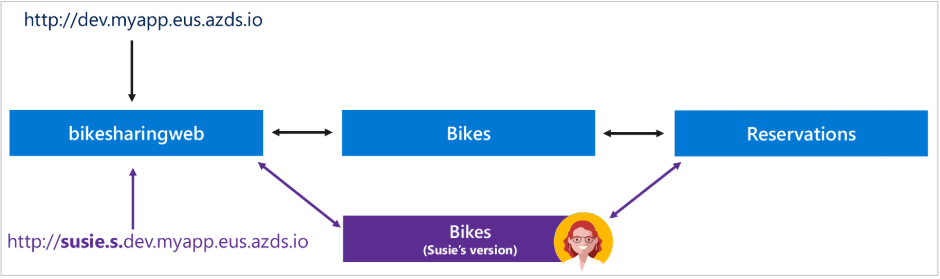 http://dev.myapp.eus.azds.io
bikesharingweb
Bikes
Reservations
http://susie.s.dev.myapp.eus.azds.io
Bikes
(Susie's version)